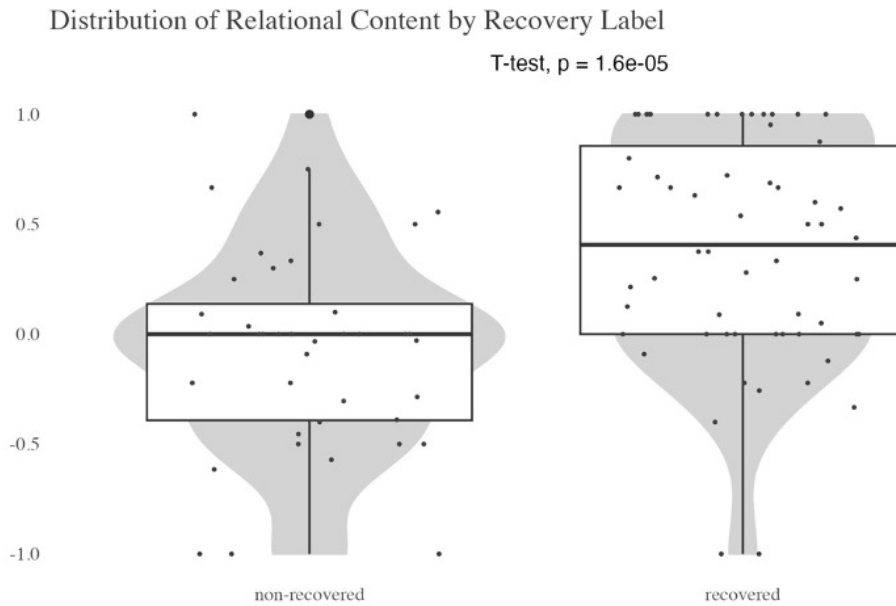 Distribution of Relational Content by Recovery Label
T-test, p = 1.6e-05
1.0
0.5
0.0
-0.5
-1.0
non-recovered
recovered